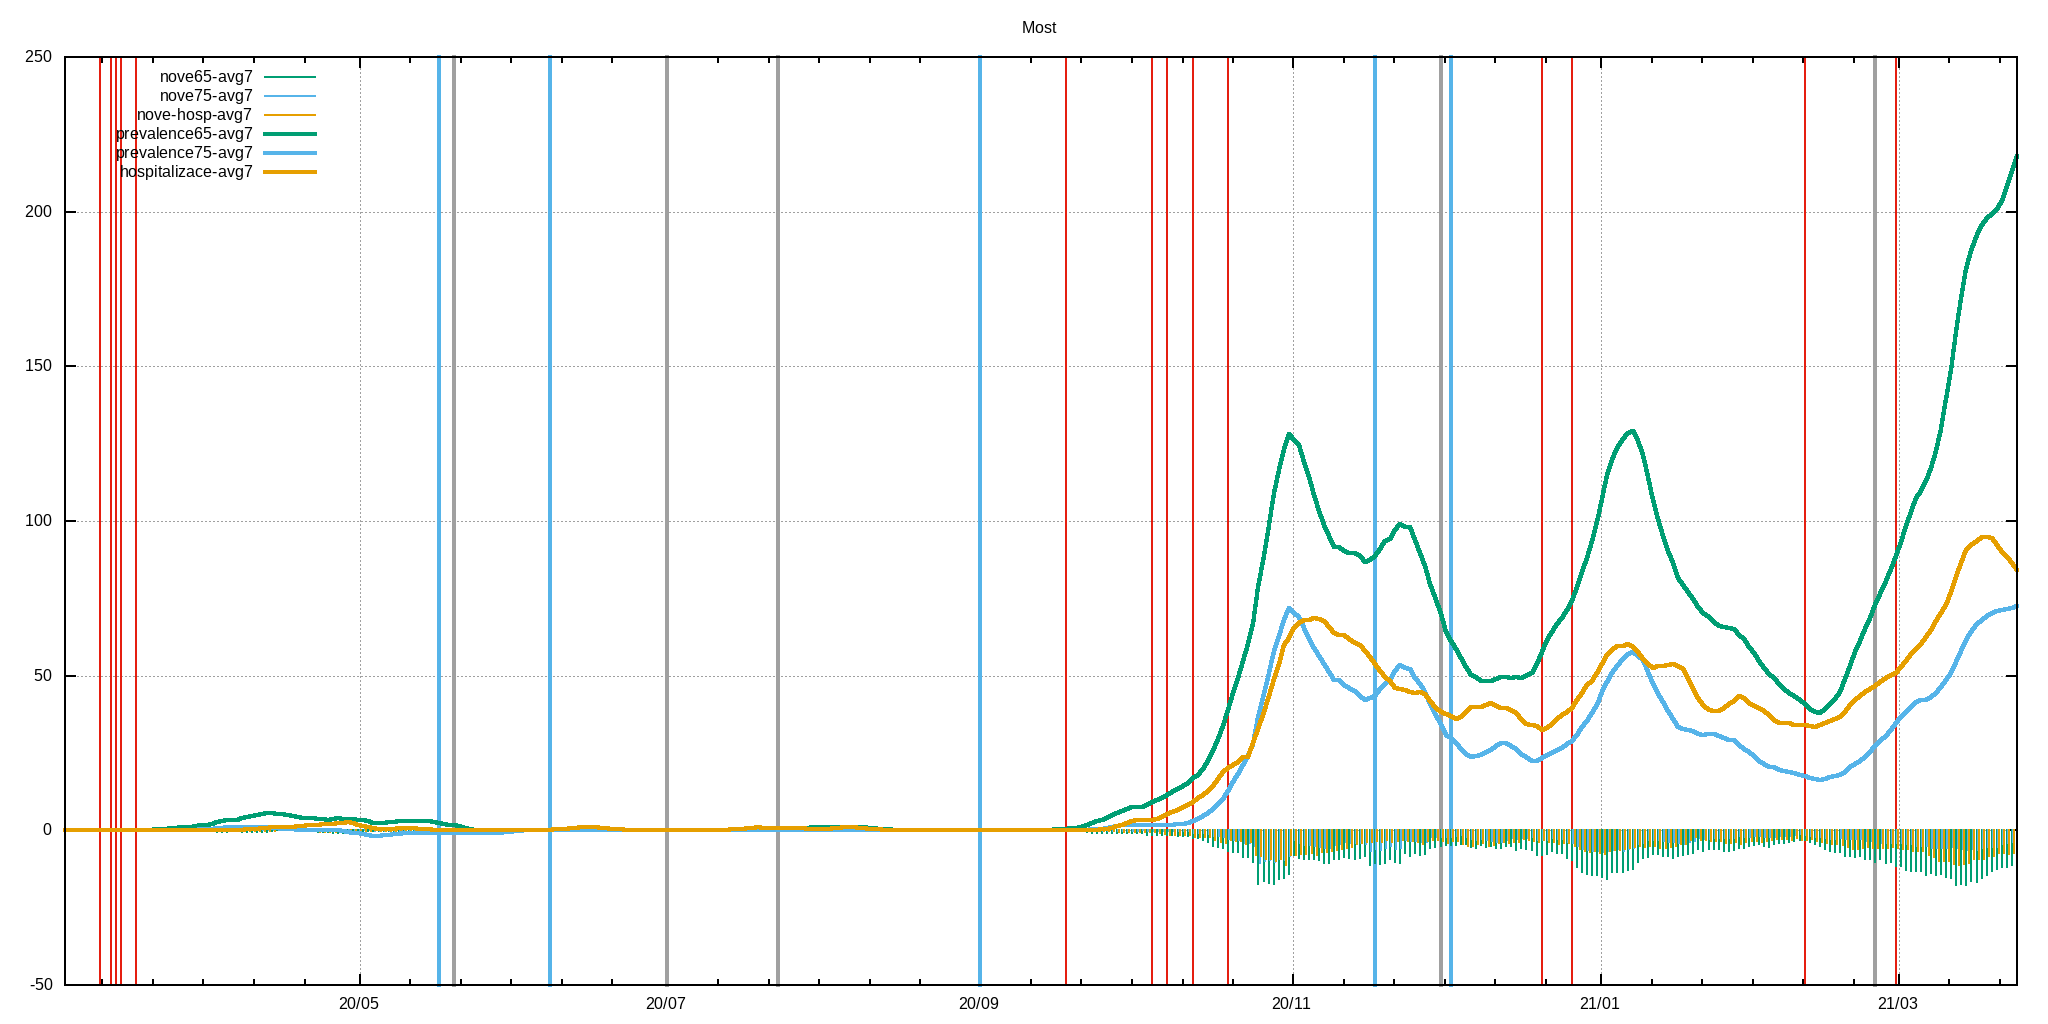 Most
250
nove65-avg7
nove75-avg7
nove-hosp-avg7
prevalence65-avg7
prevalence75-avg7
hospitalizace-avg7
200
150
100
50
0
-50
20/05
20/07
20/09
20/11
21/01
21/03